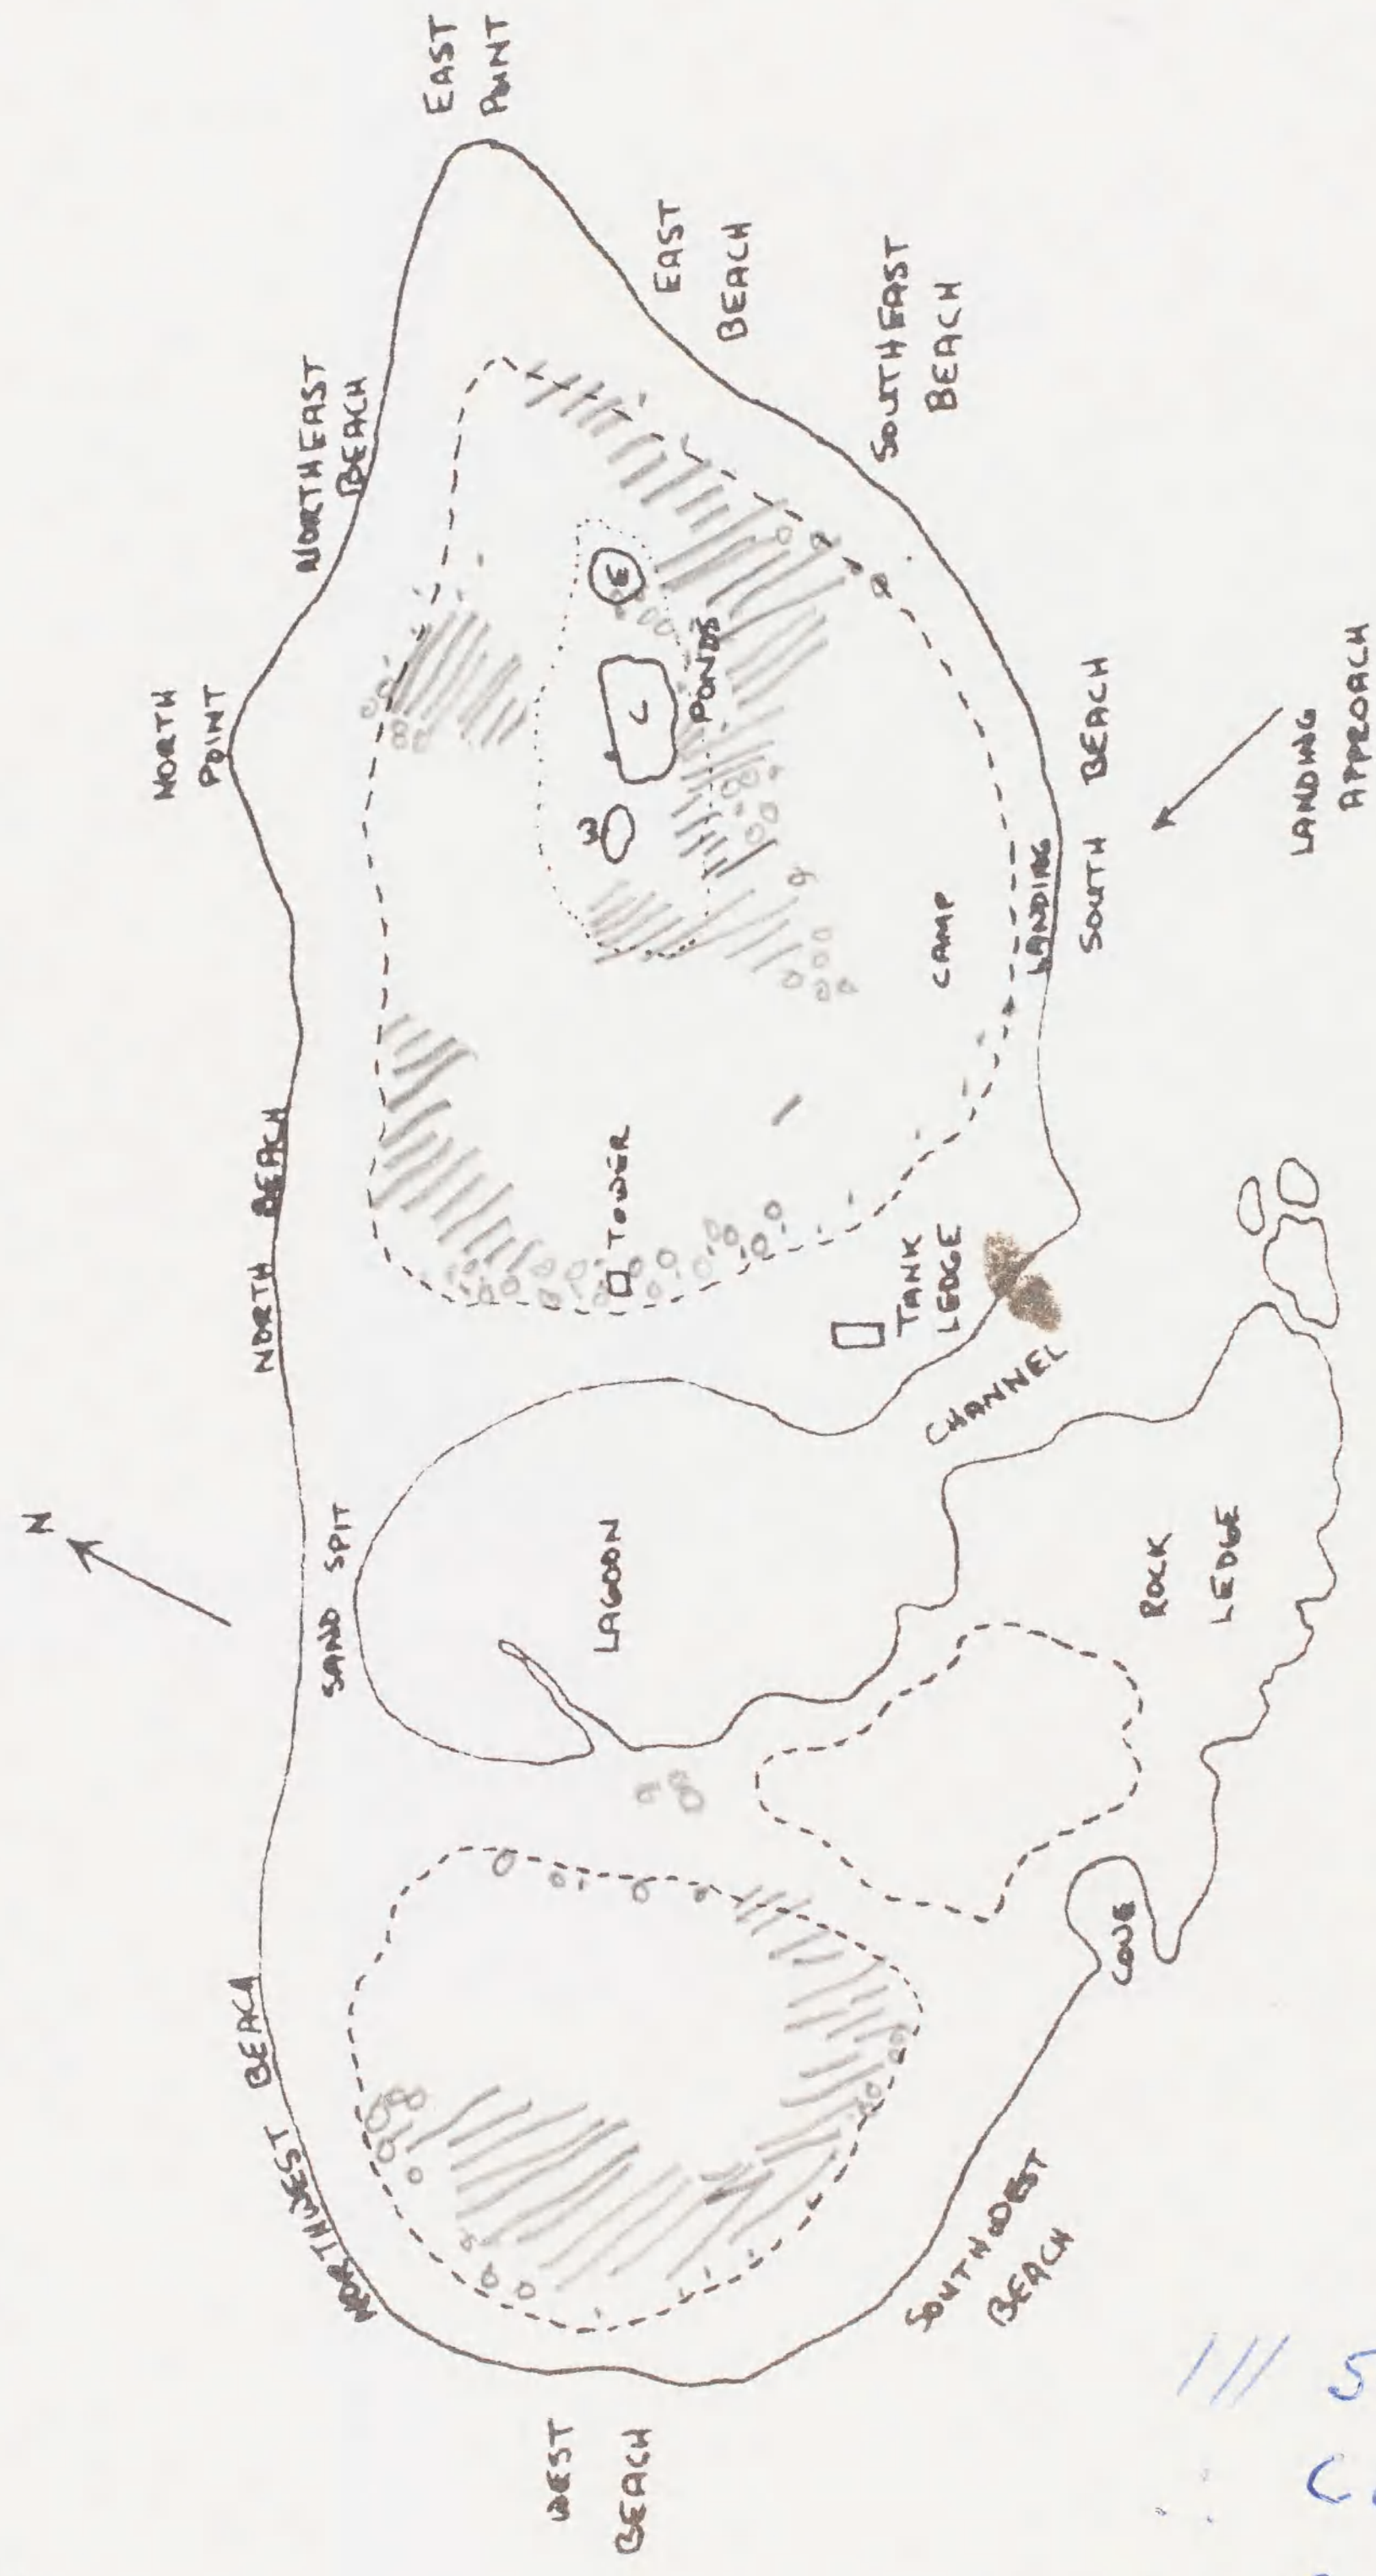 N
NORTH
POINT
NORTHEAST
BEACH
EAST
POINT
EAST
BEACH
SOUTHEAST
BEACH
NORTHWEST BEACH
NORTH BEACH
SAND SPIT
E
C
W
PONDS
TOWER
LAGOON
CAMP
TANK
LEDGE
LANDING
SOUTH BEACH
LANDING
APPROACH
CHANNEL
ROCK
LEDGE
COVE
SOUTHWEST
BEACH
WEST
BEACH